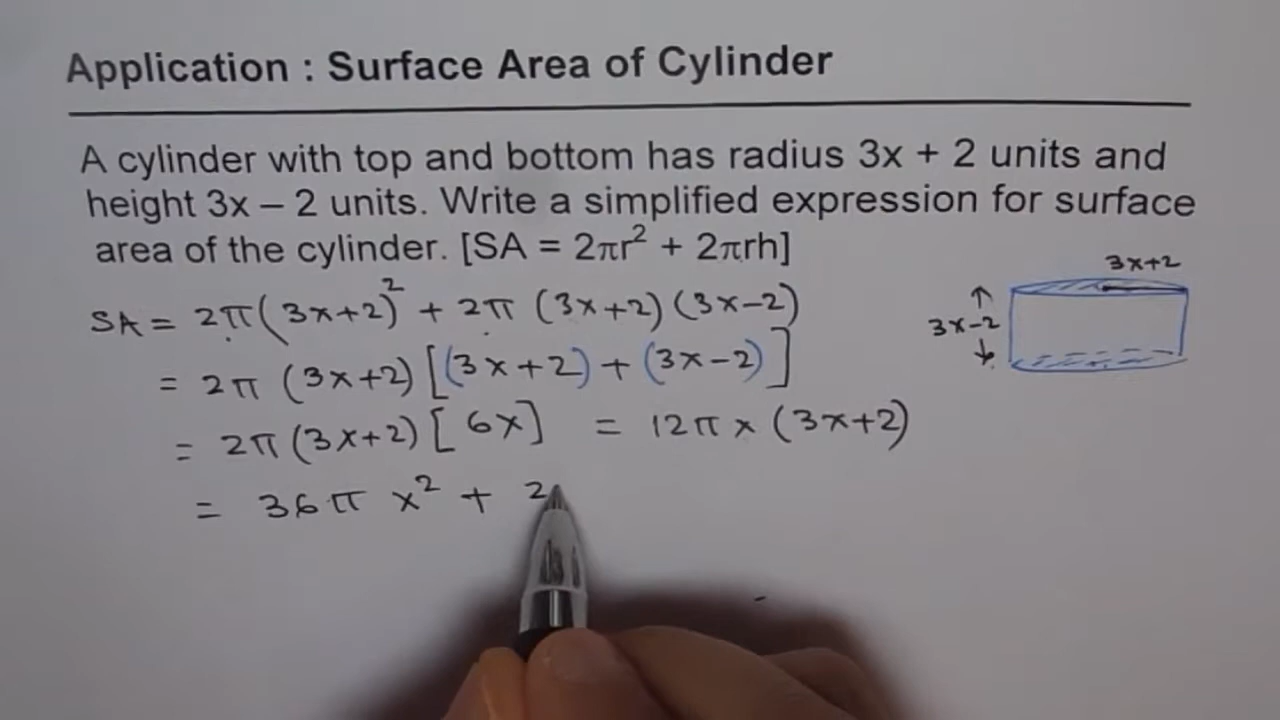 Application : Surface Area of Cylinder
A cylinder with top and bottom has radius 3x + 2 units and
height 3x – 2 units. Write a simplified expression for surface
area of the cylinder. [SA = 2πr² + 2πrh]
3x+2
3x-2
SA = 2π(3x+2)² + 2π (3x+2)(3x-2)
= 2π (3x+2)[(3x+2)+(3x-2)]
= 2π(3x+2)[6x] = 12πx(3x+2)
= 36πx² + 2